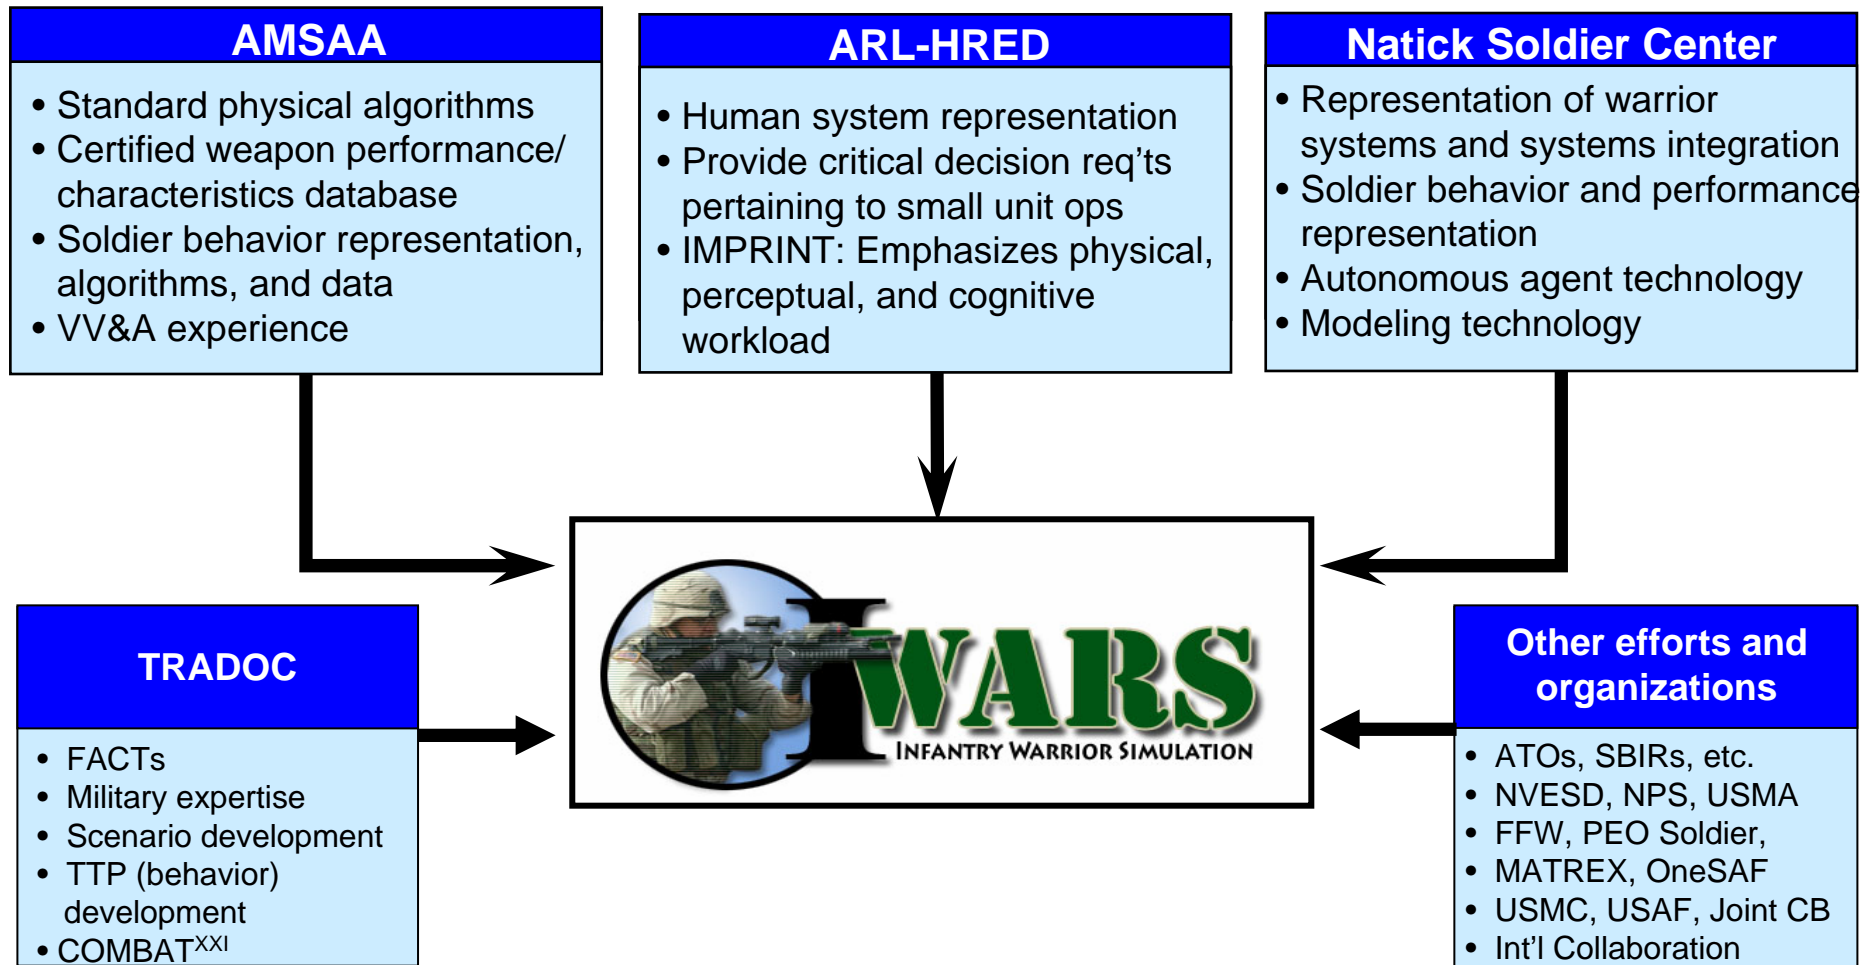 AMSAA
• Standard physical algorithms
• Certified weapon performance/
characteristics database
• Soldier behavior representation,
algorithms, and data
• VV&A experience
ARL-HRED
• Human system representation
• Provide critical decision req’ts
pertaining to small unit ops
• IMPRINT: Emphasizes physical,
perceptual, and cognitive
workload
Natick Soldier Center
• Representation of warrior
systems and systems integration
• Soldier behavior and performance
representation
• Autonomous agent technology
• Modeling technology
TRADOC
• FACTs
• Military expertise
• Scenario development
• TTP (behavior)
development
• COMBATXXI
IWARS
INFANTRY WARRIOR SIMULATION
Other efforts and
organizations
• ATOs, SBIRs, etc.
• NVESD, NPS, USMA
• FFW, PEO Soldier,
• MATREX, OneSAF
• USMC, USAF, Joint CB
• Int’l Collaboration